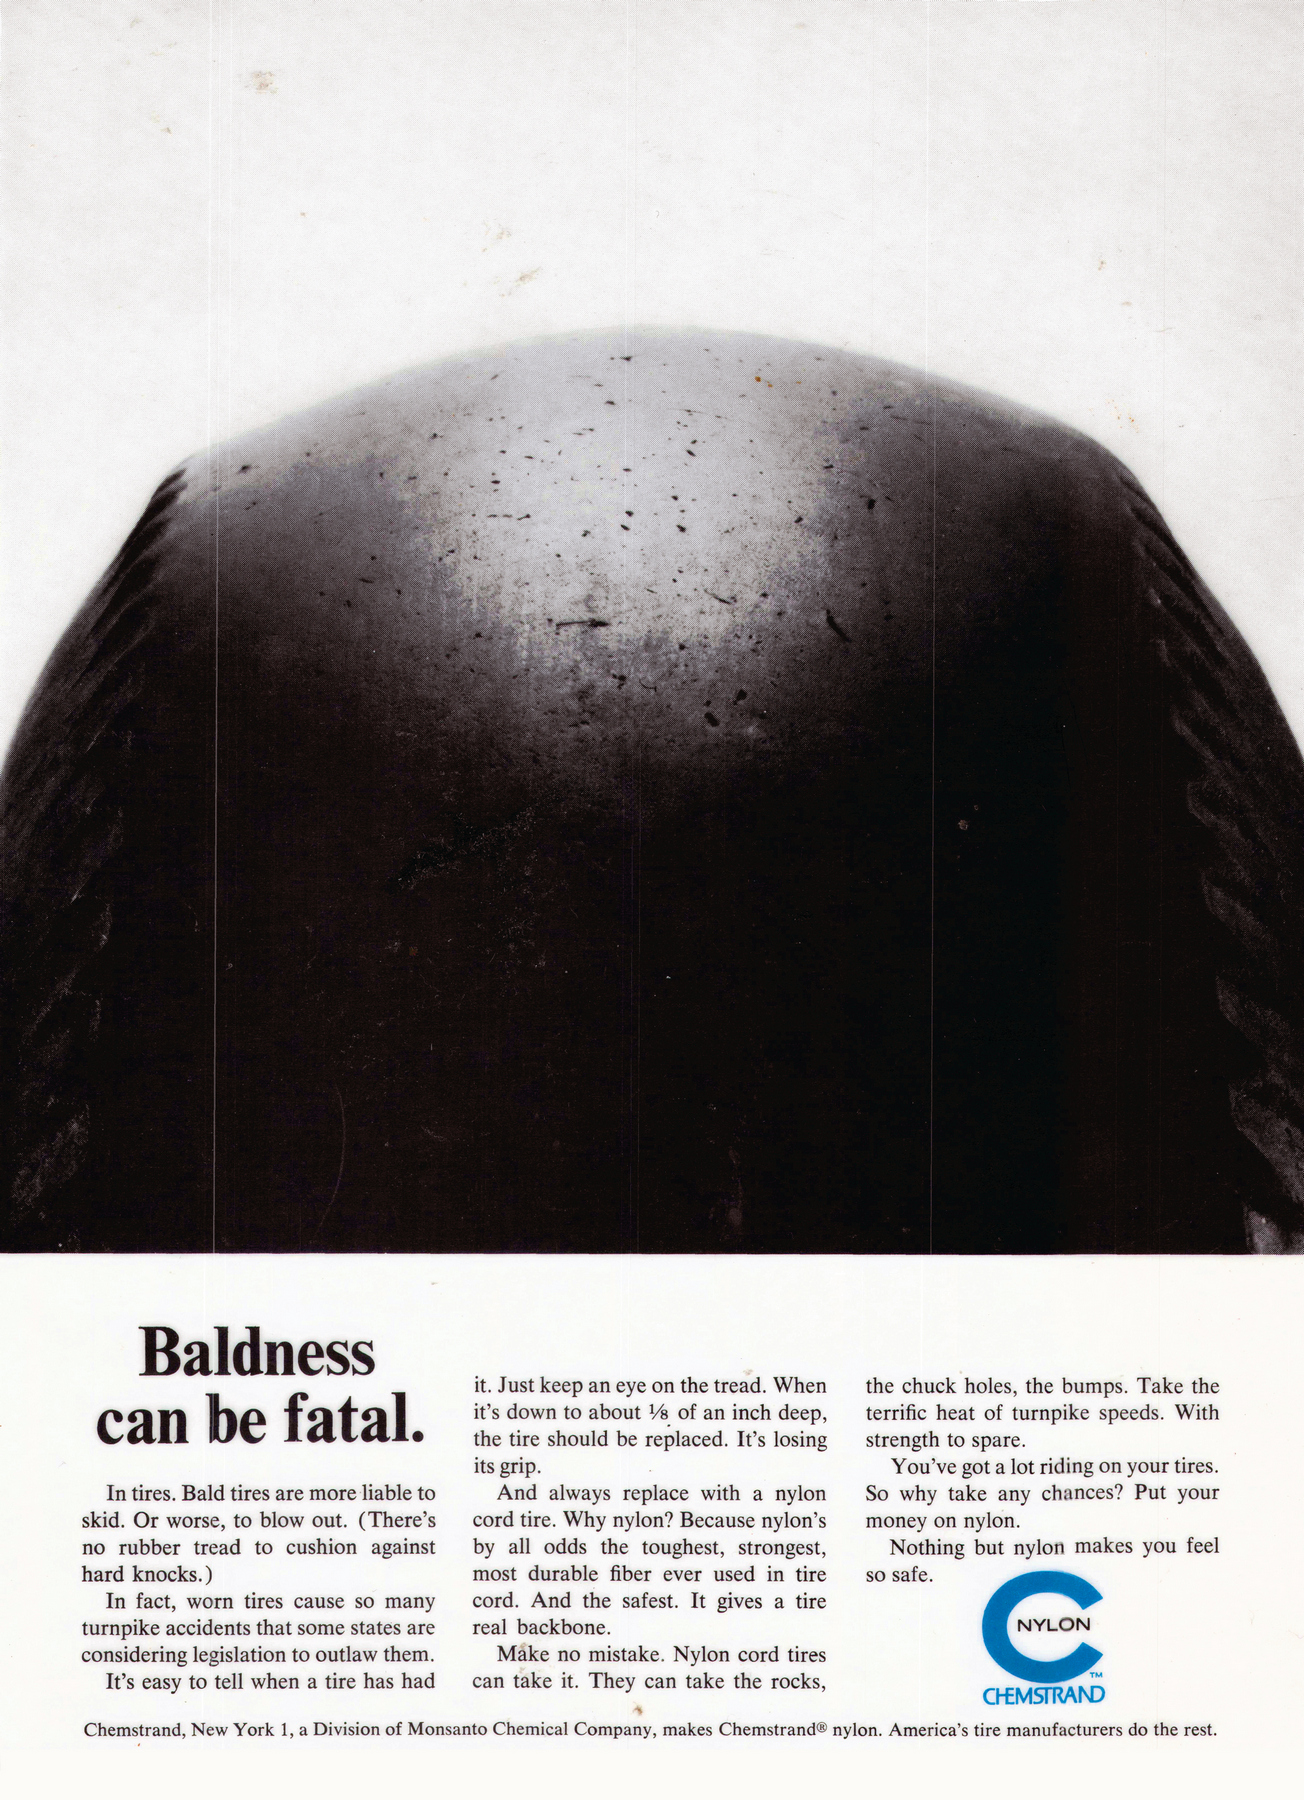 Baldness
can be fatal.
In tires. Bald tires are more liable to
skid. Or worse, to blow out. (There's
no rubber tread to cushion against
hard knocks.)
In fact, worn tires cause so many
turnpike accidents that some states are
considering legislation to outlaw them.
It's easy to tell when a tire has had
it. Just keep an eye on the tread. When
it's down to about ⅛ of an inch deep,
the tire should be replaced. It's losing
its grip.
And always replace with a nylon
cord tire. Why nylon? Because nylon's
by all odds the toughest, strongest,
most durable fiber ever used in tire
cord. And the safest. It gives a tire
real backbone.
Make no mistake. Nylon cord tires
can take it. They can take the rocks,
the chuck holes, the bumps. Take the
terrific heat of turnpike speeds. With
strength to spare.
You've got a lot riding on your tires.
So why take any chances? Put your
money on nylon.
Nothing but nylon makes you feel
so safe.
NYLON
™
CHEMSTRAND
Chemstrand, New York 1, a Division of Monsanto Chemical Company, makes Chemstrand® nylon. America's tire manufacturers do the rest.